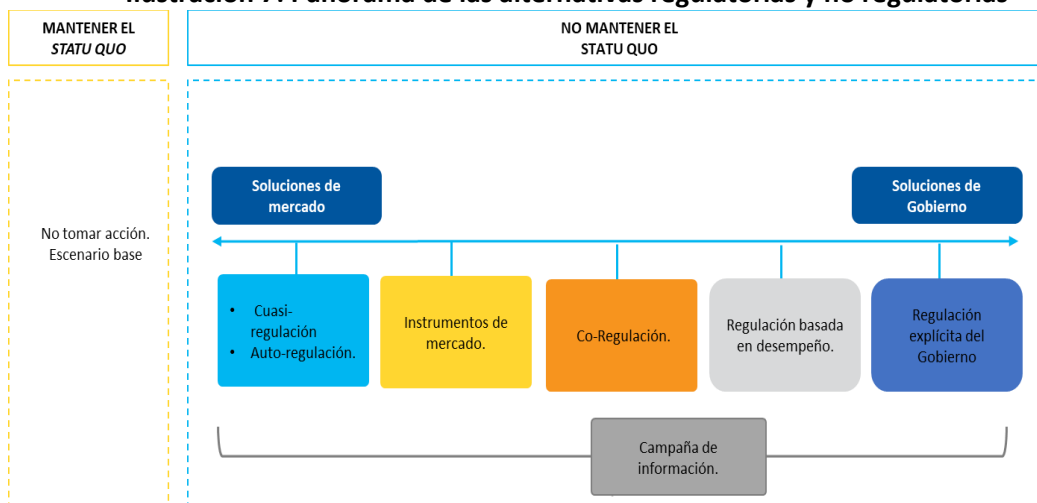 Ilustración 7. Panorama de las alternativas regulatorias y no regulatorias
MANTENER EL
STATU QUO
NO MANTENER EL
STATU QUO
No tomar acción.
Escenario base
Soluciones de
mercado
Soluciones de
Gobierno
• Cuasi-
regulación
• Auto-regulación.
Instrumentos de
mercado.
Co-Regulación.
Regulación basada
en desempeño.
Regulación
explícita del
Gobierno
Campaña de
información.